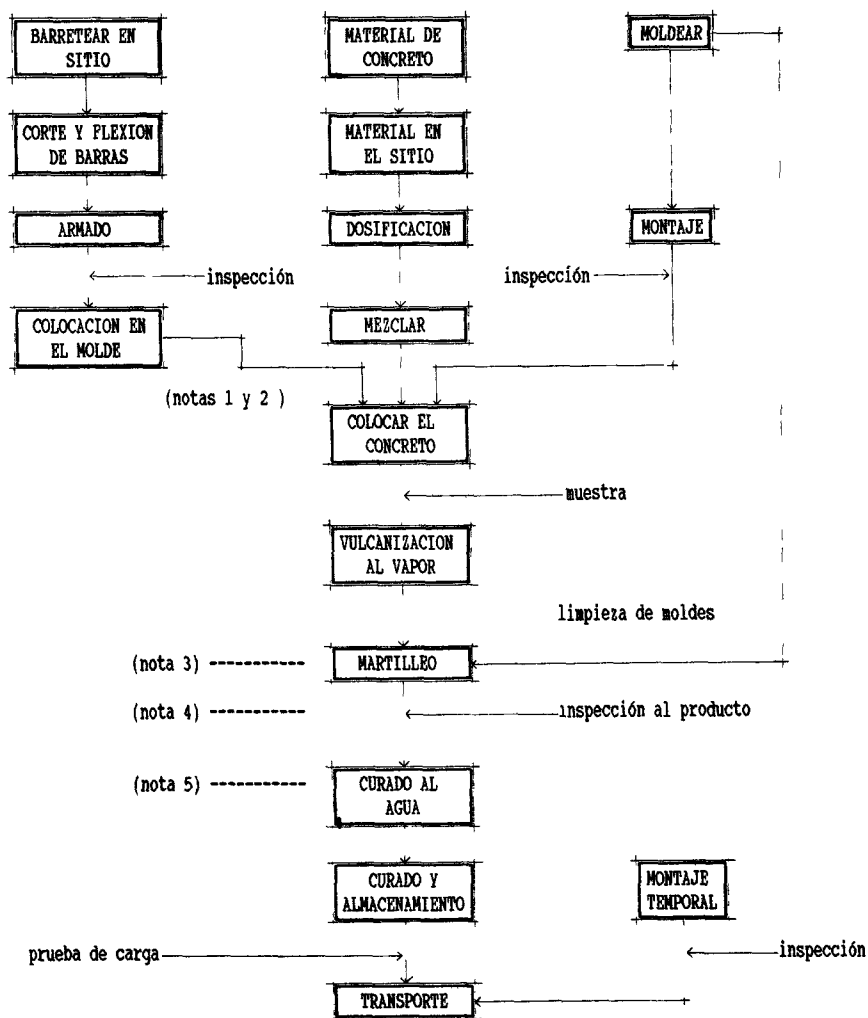 BARRETEAR EN
SITIO
MATERIAL DE
CONCRETO
MOLDEAR
CORTE Y FLEXION
DE BARRAS
MATERIAL EN
EL SITIO
ARMADO
DOSIFICACION
MONTAJE
inspección
inspección
COLOCACION EN
EL MOLDE
MEZCLAR
(notas 1 y 2 )
COLOCAR EL
CONCRETO
muestra
VULCANIZACION
AL VAPOR
limpieza de moldes
(nota 3)
MARTILLEO
(nota 4)
inspección al producto
(nota 5)
CURADO AL
AGUA
CURADO Y
ALMACENAMIENTO
MONTAJE
TEMPORAL
prueba de carga
inspección
TRANSPORTE